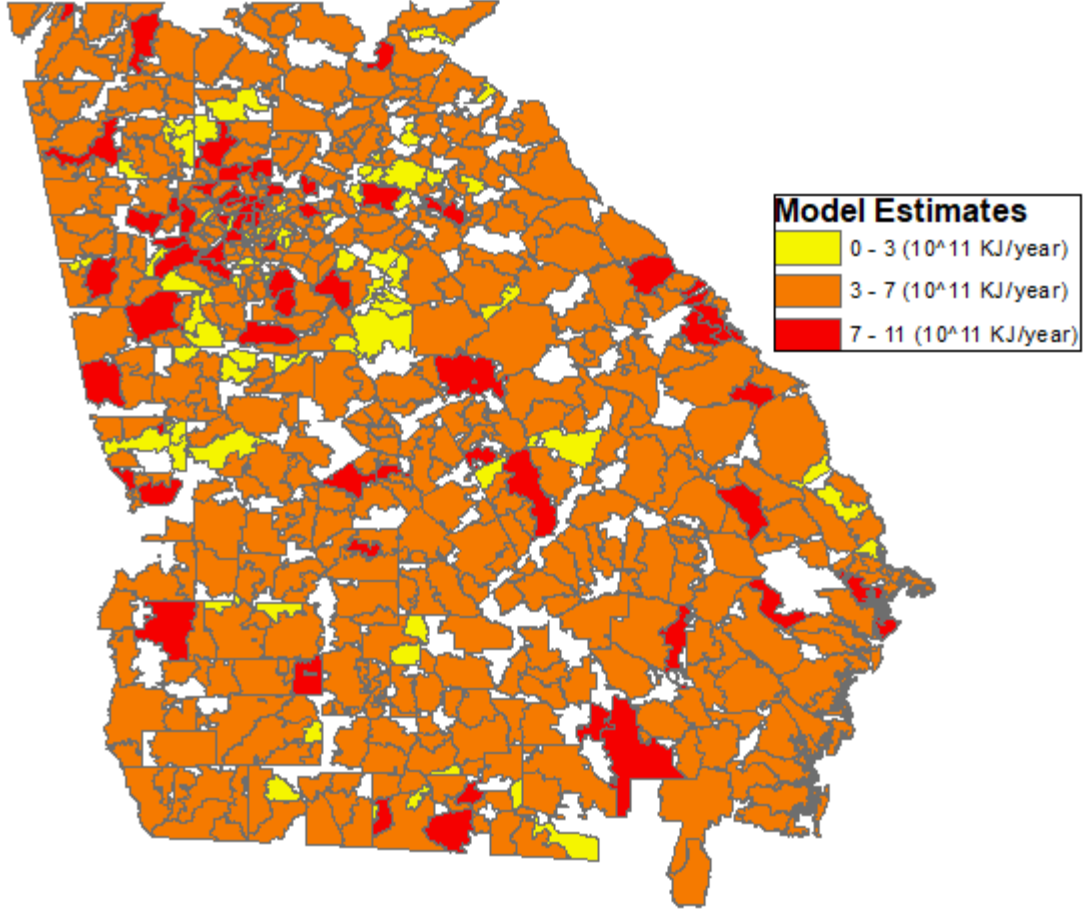 Model Estimates
0 - 3 (10^11 KJ/year)
3 - 7 (10^11 KJ/year)
7 - 11 (10^11 KJ/year)